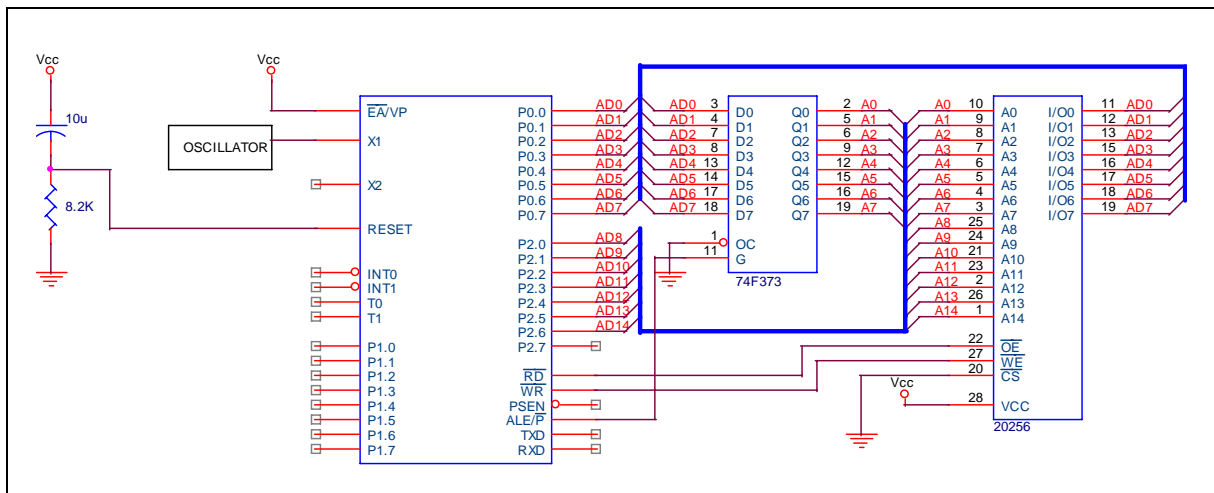 Vcc
10u
8.2K
Vcc
OSCILLATOR
EA/VP
X1
X2
RESET
INT0
INT1
T0
T1
P1.0
P1.1
P1.2
P1.3
P1.4
P1.5
P1.6
P1.7
P0.0
P0.1
P0.2
P0.3
P0.4
P0.5
P0.6
P0.7
P2.0
P2.1
P2.2
P2.3
P2.4
P2.5
P2.6
P2.7
RD
WR
PSEN
ALE/P
TXD
RXD
AD0
AD1
AD2
AD3
AD4
AD5
AD6
AD7
AD8
AD9
AD10
AD11
AD12
AD13
AD14
AD0 3 D0
AD1 4 D1
AD2 7 D2
AD3 8 D3
AD4 13 D4
AD5 14 D5
AD6 17 D6
AD7 18 D7
1 OC
11 G
Q0 2 A0
Q1 5 A1
Q2 6 A2
Q3 9 A3
Q4 12 A4
Q5 15 A5
Q6 16 A6
Q7 19 A7
74F373
A0 10 A0
A1 9 A1
A2 8 A2
A3 7 A3
A4 6 A4
A5 5 A5
A6 4 A6
A7 3 A7
A8 25 A8
A9 24 A9
A10 21 A10
A11 23 A11
A12 2 A12
A13 26 A13
A14 1 A14
22 OE
27 WE
20 CS
Vcc
28 VCC
I/O0 11 AD0
I/O1 12 AD1
I/O2 13 AD2
I/O3 15 AD3
I/O4 16 AD4
I/O5 17 AD5
I/O6 18 AD6
I/O7 19 AD7
20256